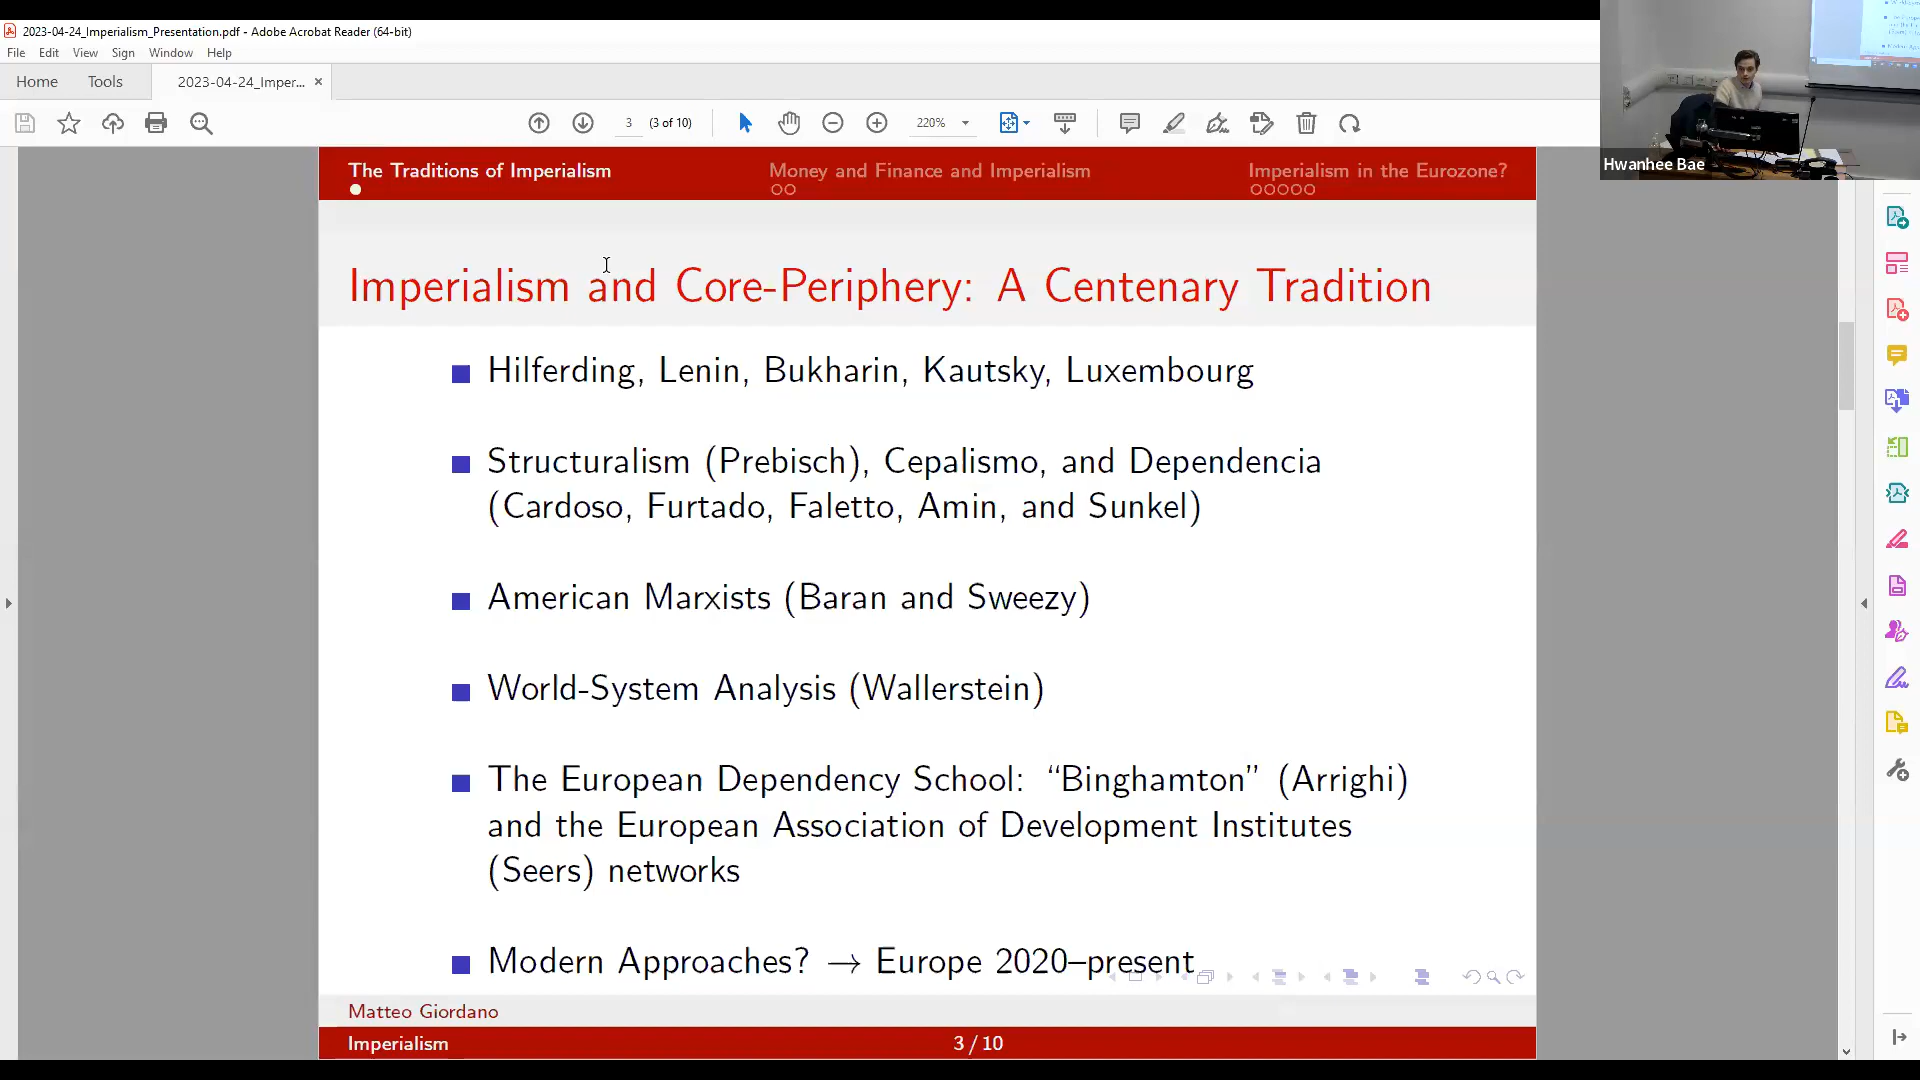 2023-04-24_Imperialism_Presentation.pdf - Adobe Acrobat Reader (64-bit)
File Edit View Sign Window Help
Home Tools 2023-04-24_Imper... ×
3 (3 of 10) 220%
Hwanhee Bae
The Traditions of Imperialism Money and Finance and Imperialism Imperialism in the Eurozone?
Imperialism and Core-Periphery: A Centenary Tradition
Hilferding, Lenin, Bukharin, Kautsky, Luxembourg
Structuralism (Prebisch), Cepalismo, and Dependencia
(Cardoso, Furtado, Faletto, Amin, and Sunkel)
American Marxists (Baran and Sweezy)
World-System Analysis (Wallerstein)
The European Dependency School: “Binghamton” (Arrighi)
and the European Association of Development Institutes
(Seers) networks
Modern Approaches? → Europe 2020–present
Matteo Giordano
Imperialism 3 / 10